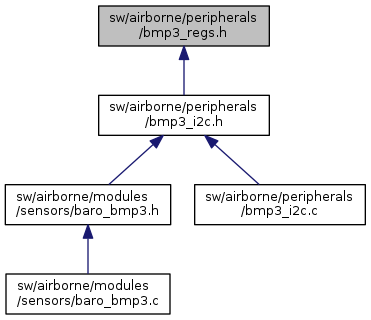 sw/airborne/peripherals
/bmp3_regs.h
sw/airborne/peripherals
/bmp3_i2c.h
sw/airborne/modules
/sensors/baro_bmp3.h
sw/airborne/peripherals
/bmp3_i2c.c
sw/airborne/modules
/sensors/baro_bmp3.c